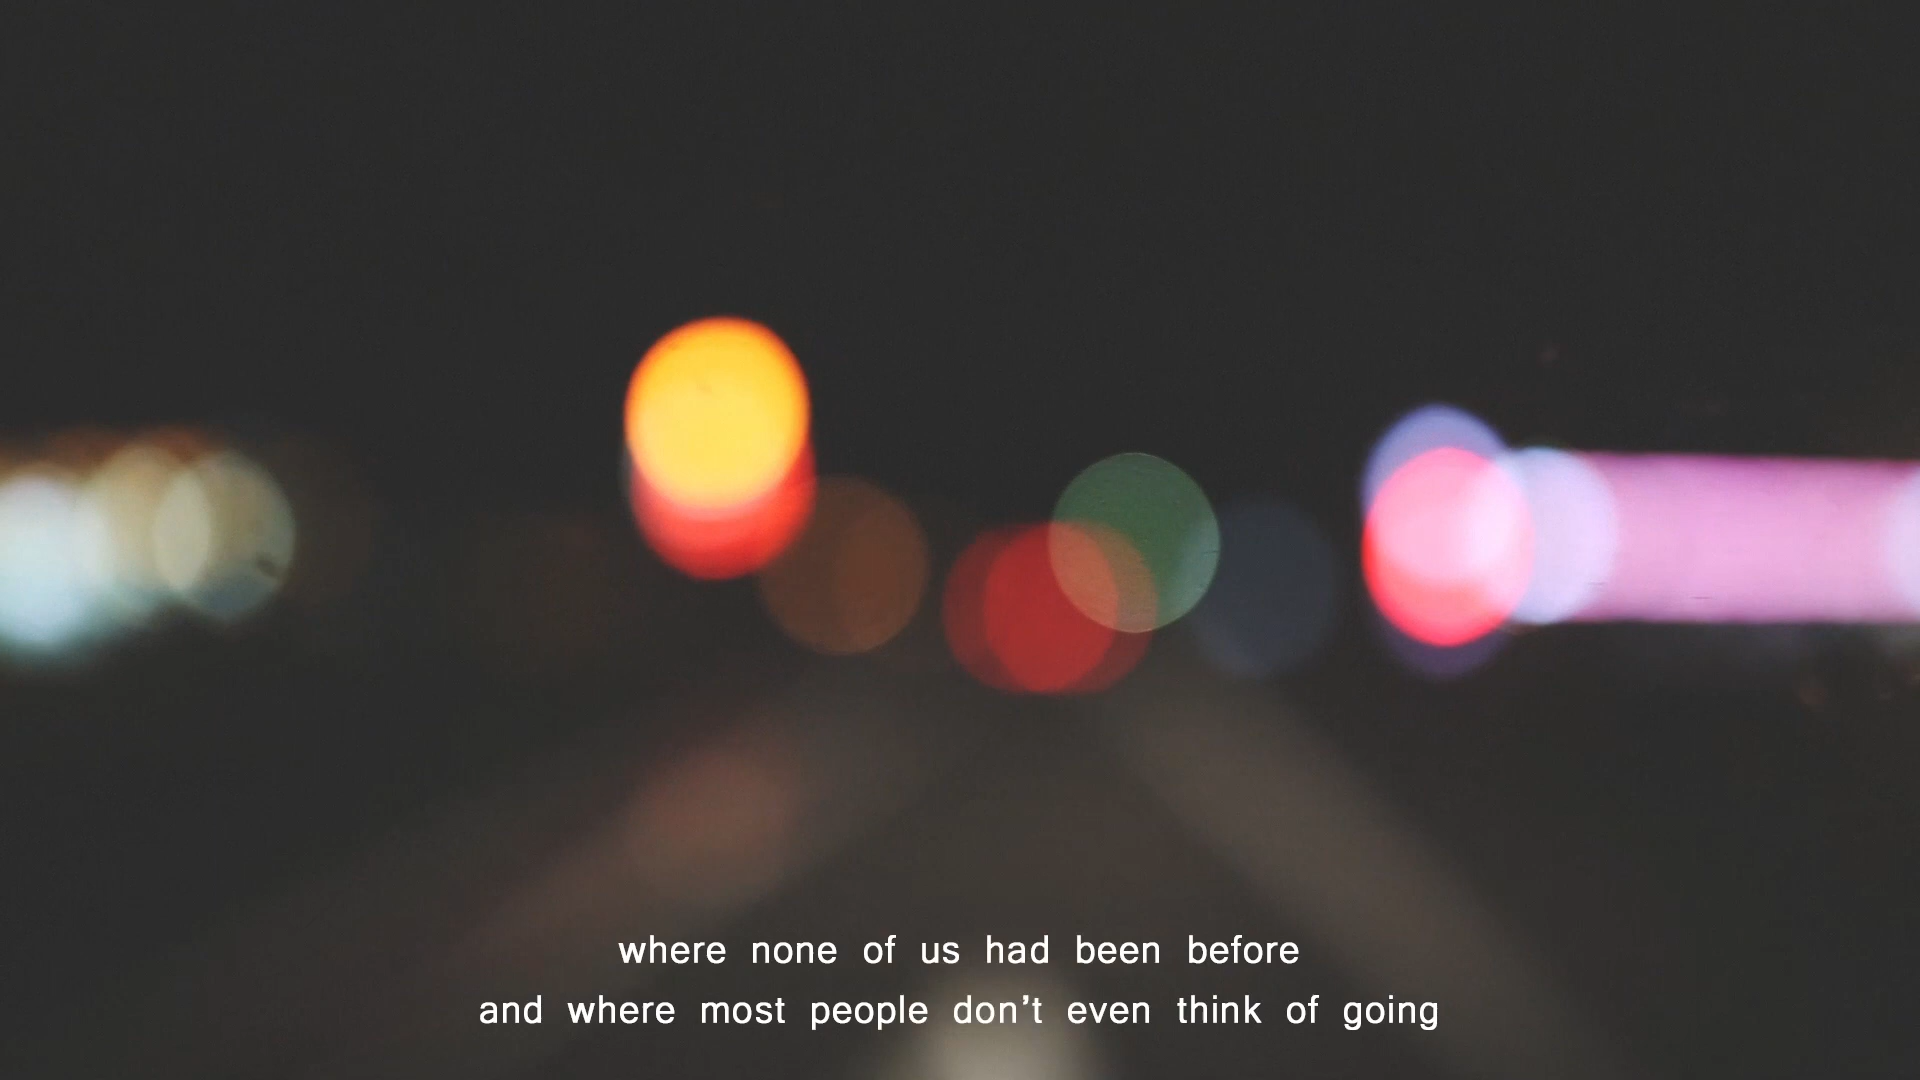 where none of us had been before
and where most people don't even think of going